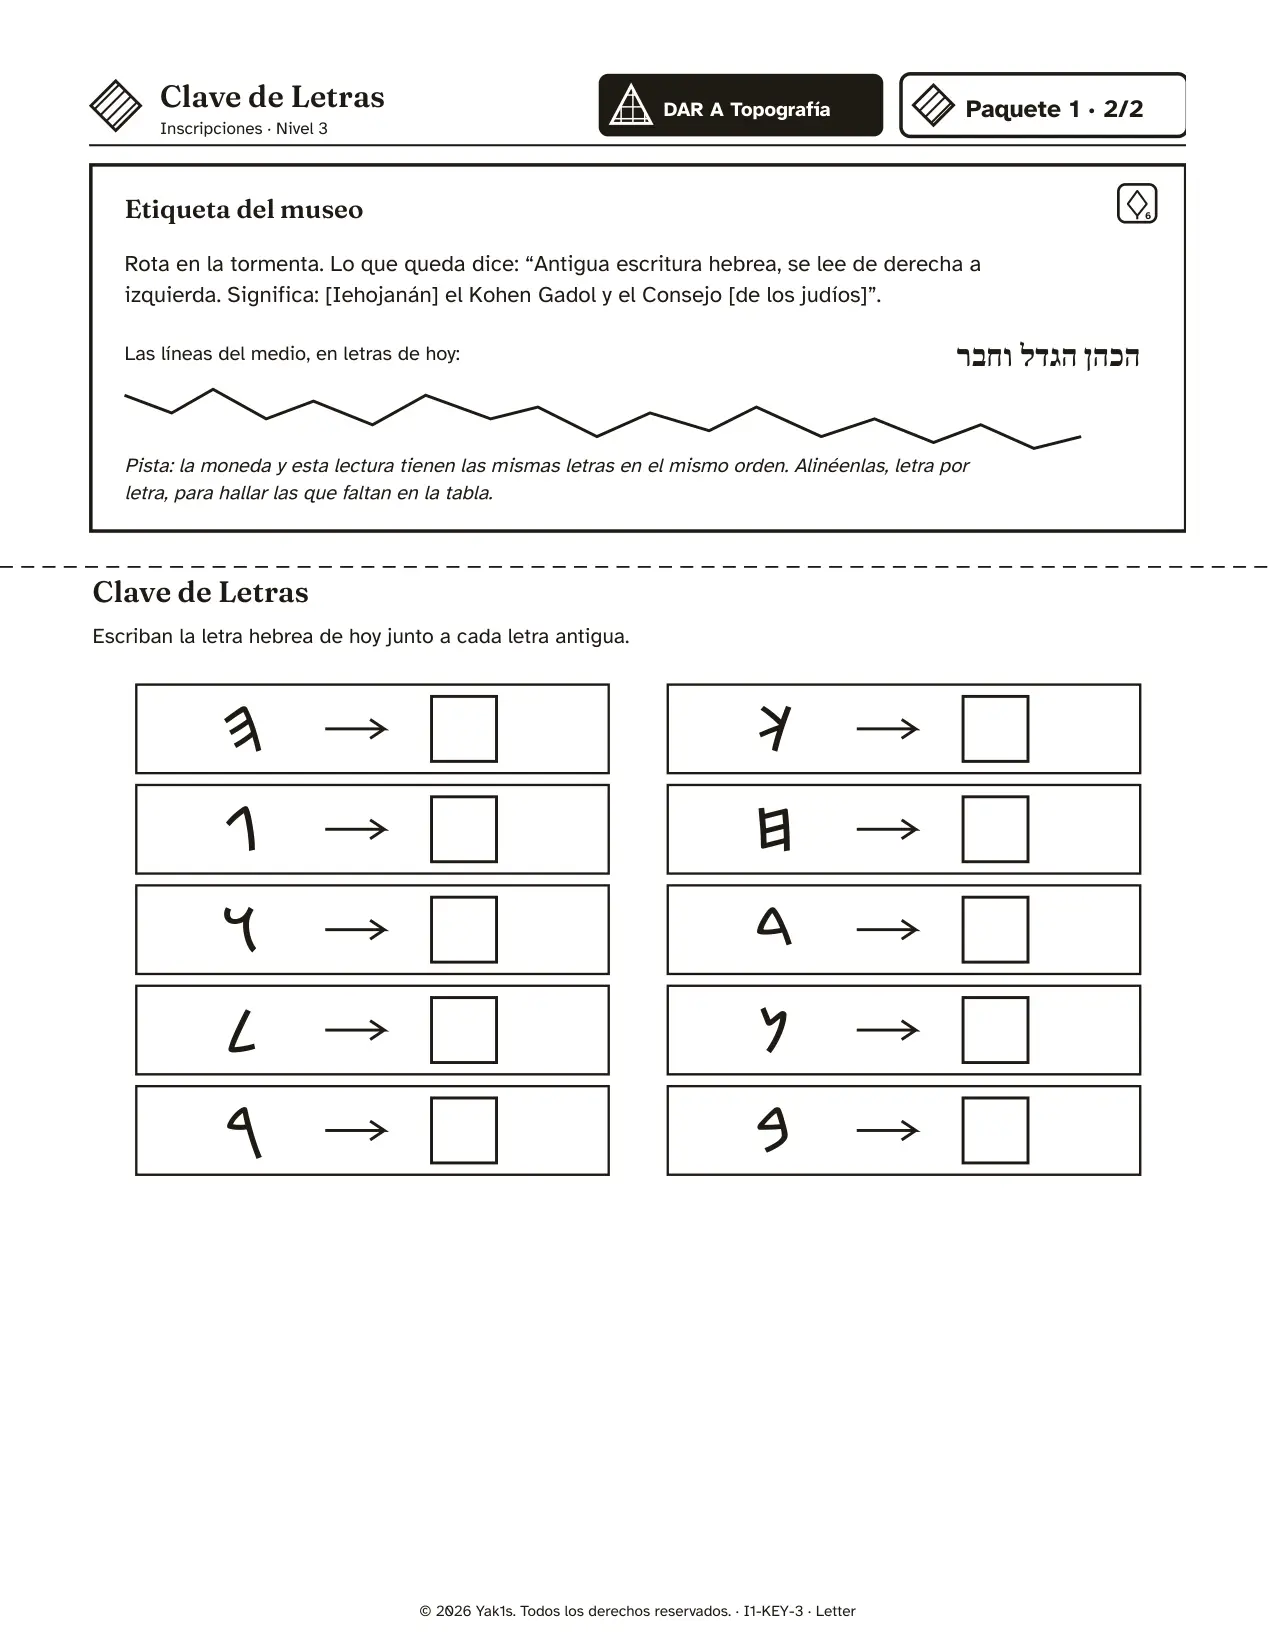 Clave de Letras
Inscripciones · Nivel 3
DAR A Topografía
Paquete 1 · 2/2
Etiqueta del museo
6
Rota en la tormenta. Lo que queda dice: “Antigua escritura hebrea, se lee de derecha a
izquierda. Significa: [Iehojanán] el Kohen Gadol y el Consejo [de los judíos]”.
Las líneas del medio, en letras de hoy:
הכהן הגדל וחבר
Pista: la moneda y esta lectura tienen las mismas letras en el mismo orden. Alinéenlas, letra por
letra, para hallar las que faltan en la tabla.
Clave de Letras
Escriban la letra hebrea de hoy junto a cada letra antigua.
𐤄 → 𐤊 →
𐤂 → 𐤇 →
𐤅 → 𐤃 →
𐤋 → 𐤍 →
𐤓 → 𐤁 →
© 2026 Yak1s. Todos los derechos reservados. · I1-KEY-3 · Letter